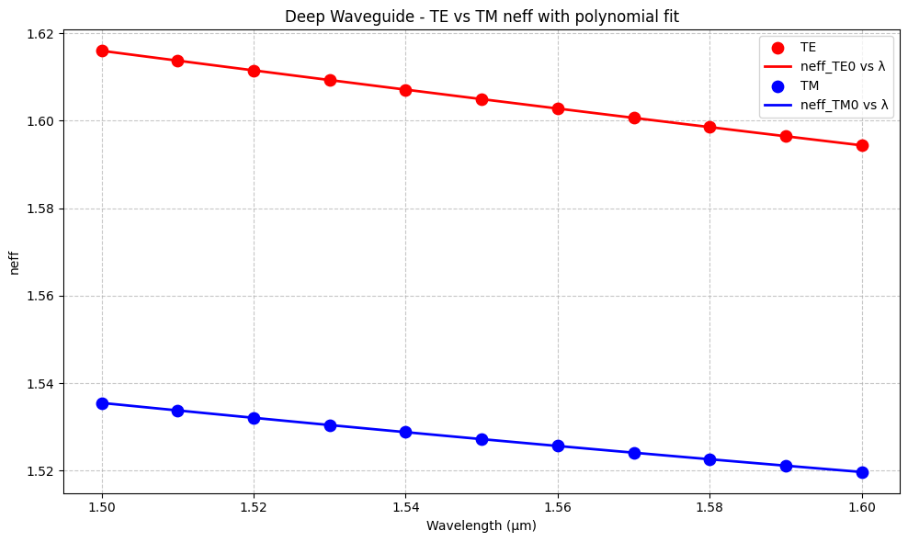 Deep Waveguide - TE vs TM neff with polynomial fit
1.62
1.60
1.58
1.56
1.54
1.52
neff
TE
neff_TE0 vs λ
TM
neff_TM0 vs λ
1.50 1.52 1.54 1.56 1.58 1.60
Wavelength (μm)